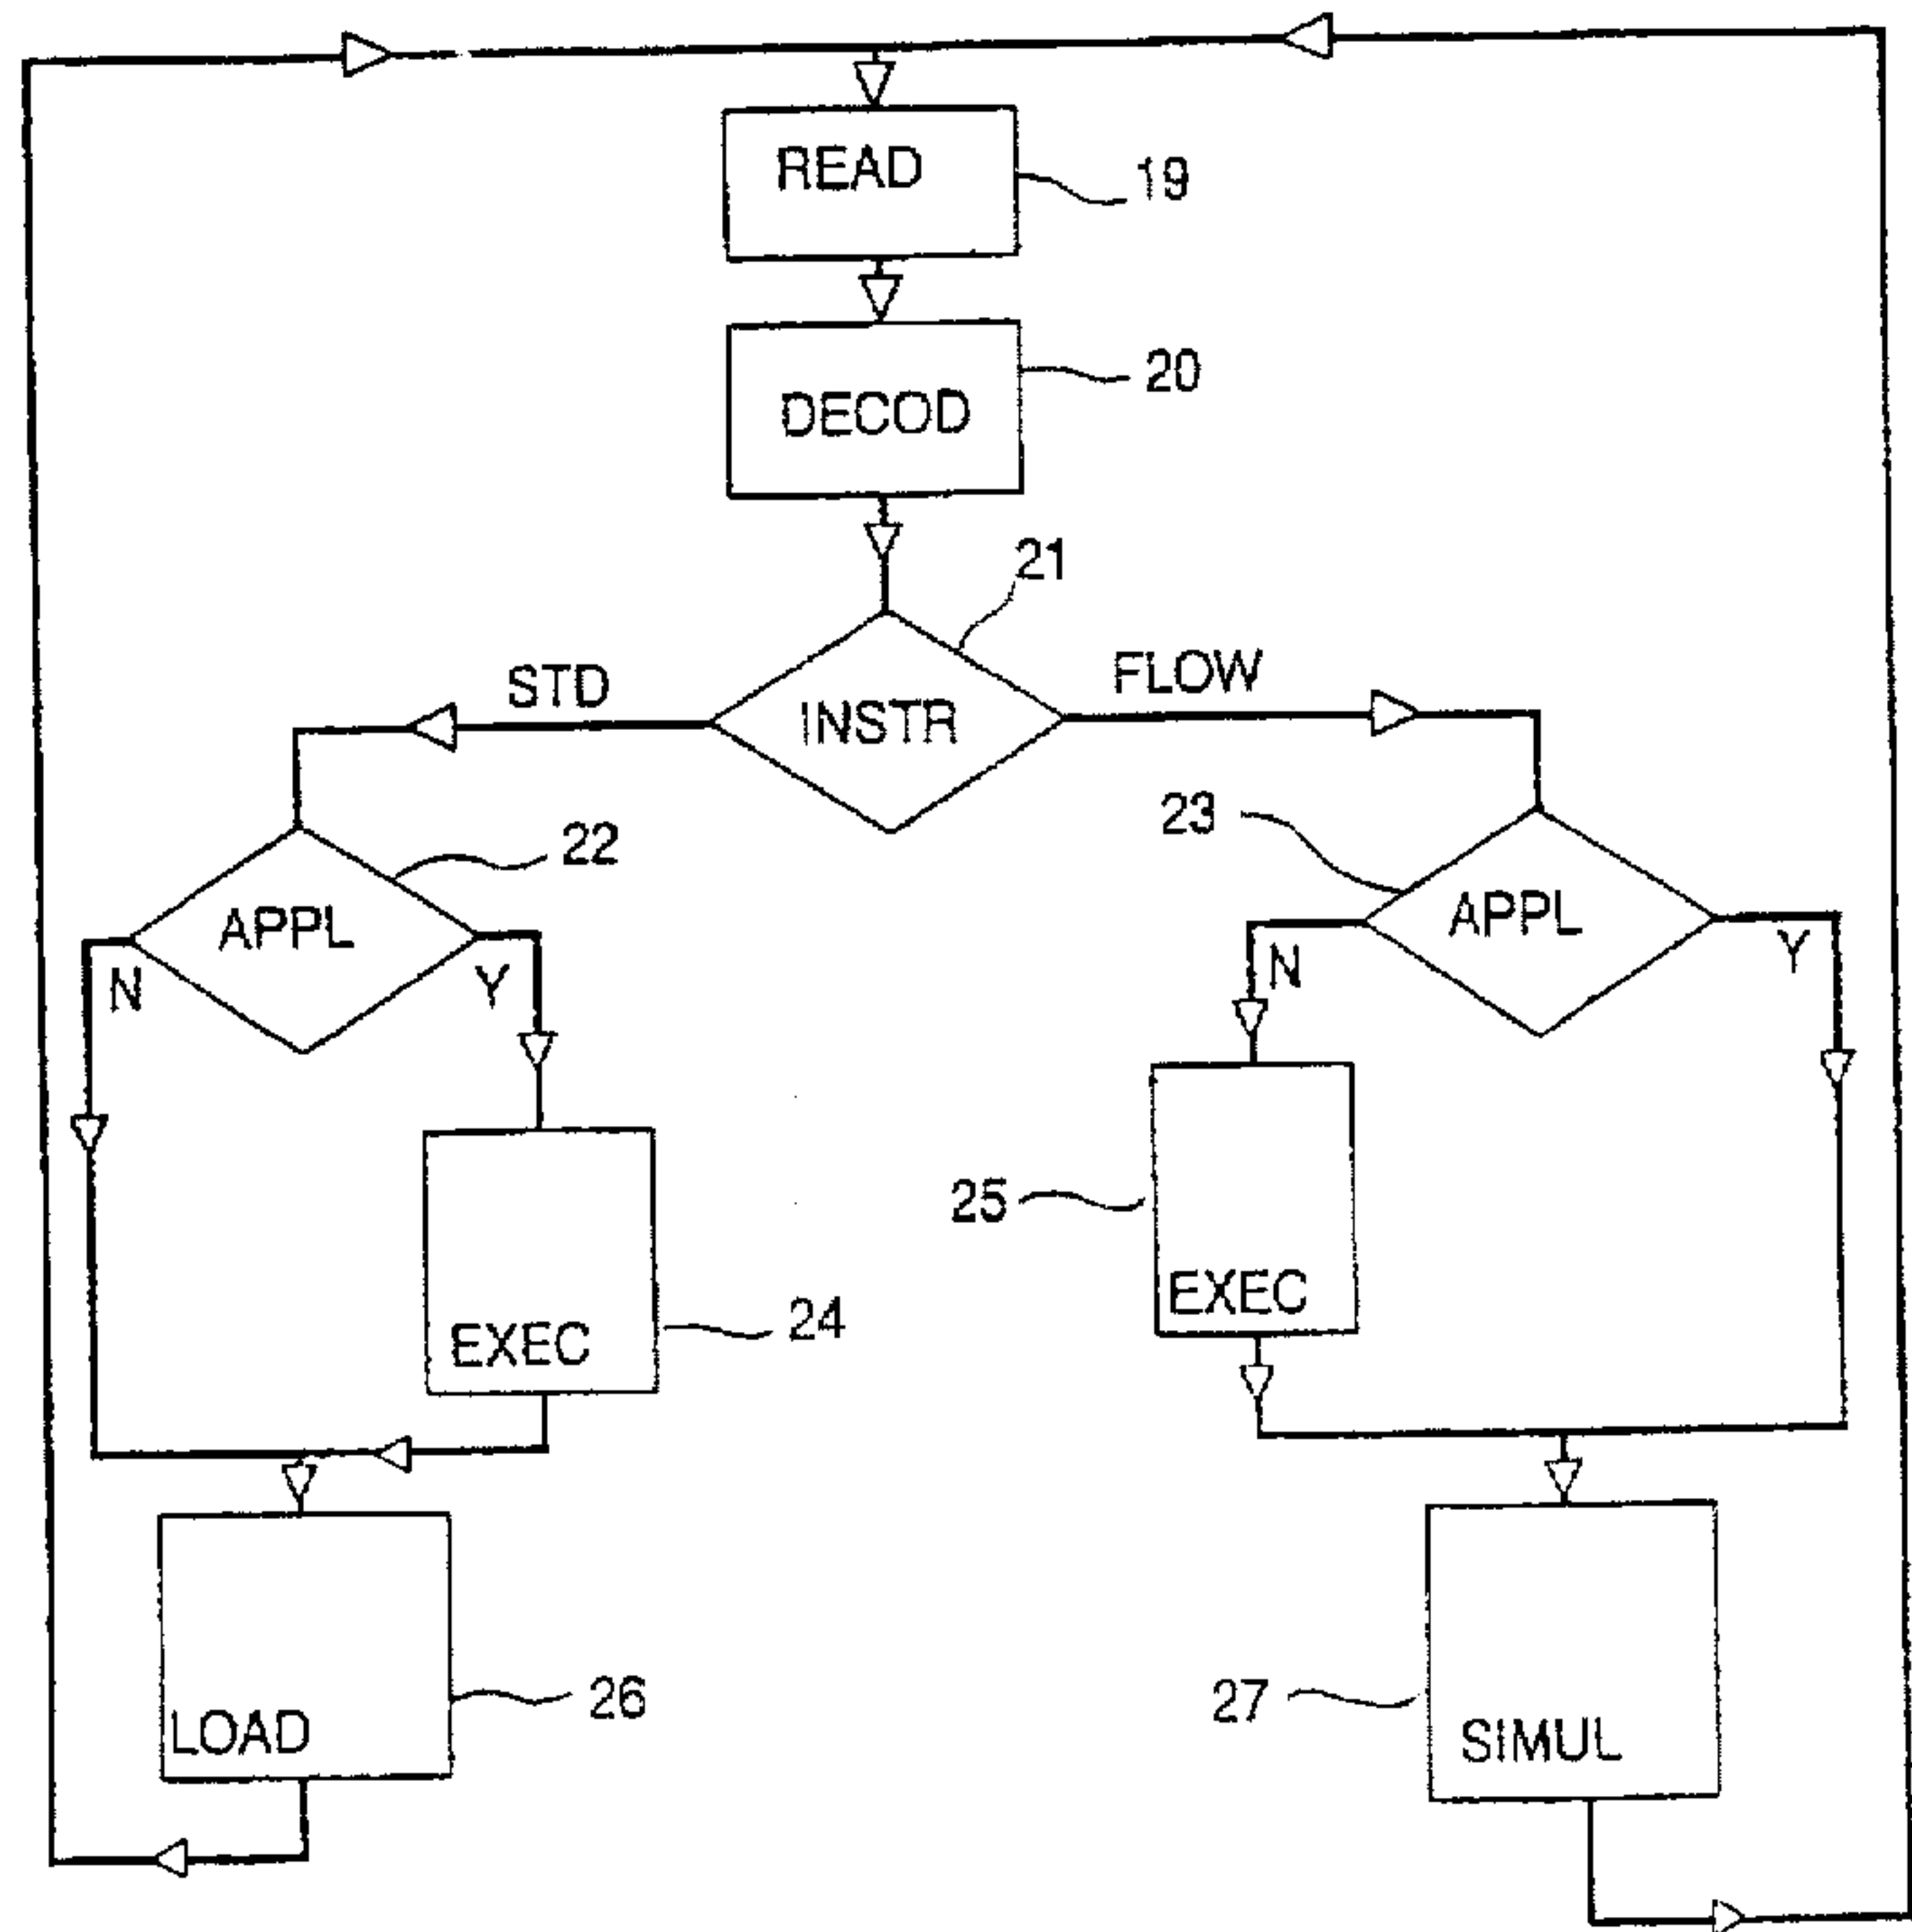 READ
19
DECOD
20
21
STD
INSTR
FLOW
22
APPL
N
Y
23
APPL
N
Y
24
EXEC
25
EXEC
26
LOAD
27
SIMUL